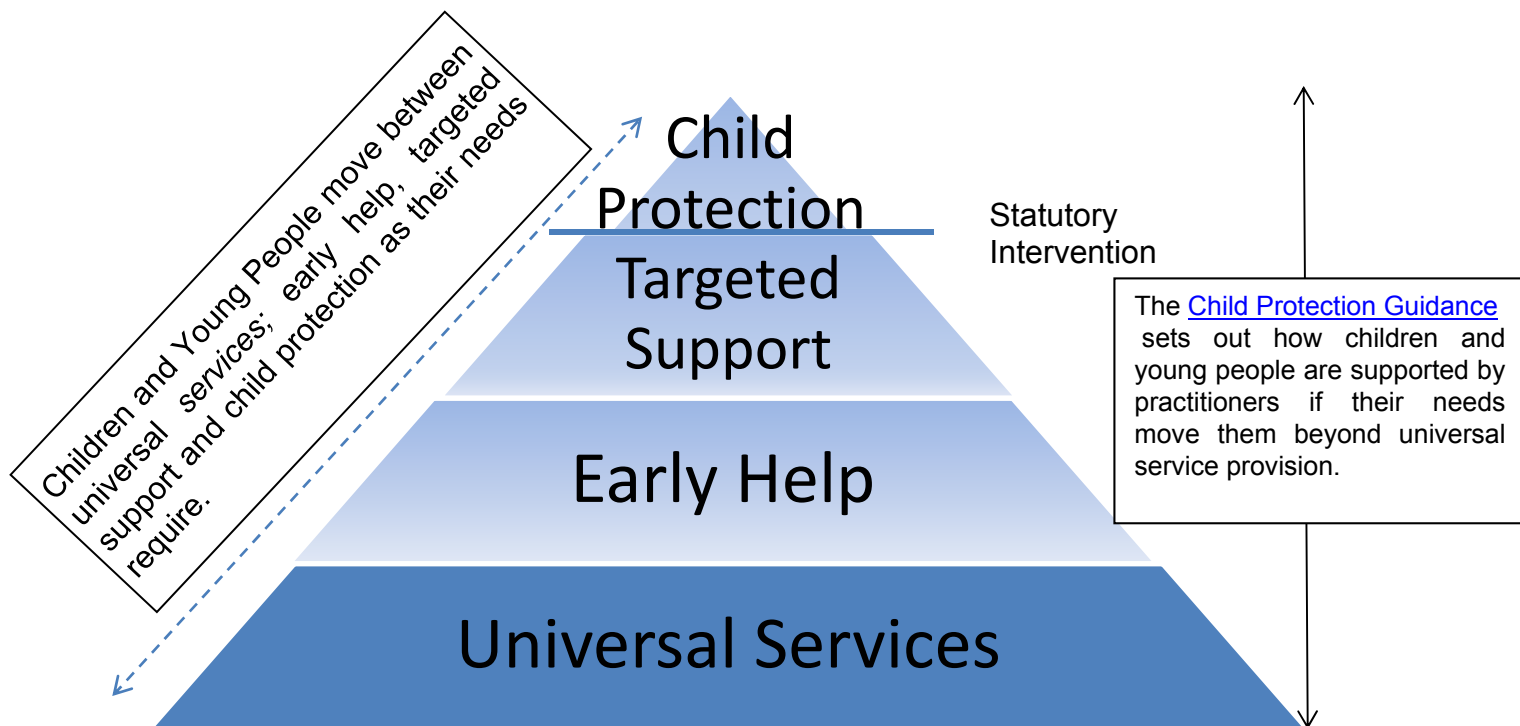 Children and Young People move between
universal services; early help, targeted
support and child protection as their needs
require.
Child
Protection
Targeted
Support
Early Help
Universal Services
Statutory
Intervention
The Child Protection Guidance
sets out how children and
young people are supported by
practitioners if their needs
move them beyond universal
service provision.